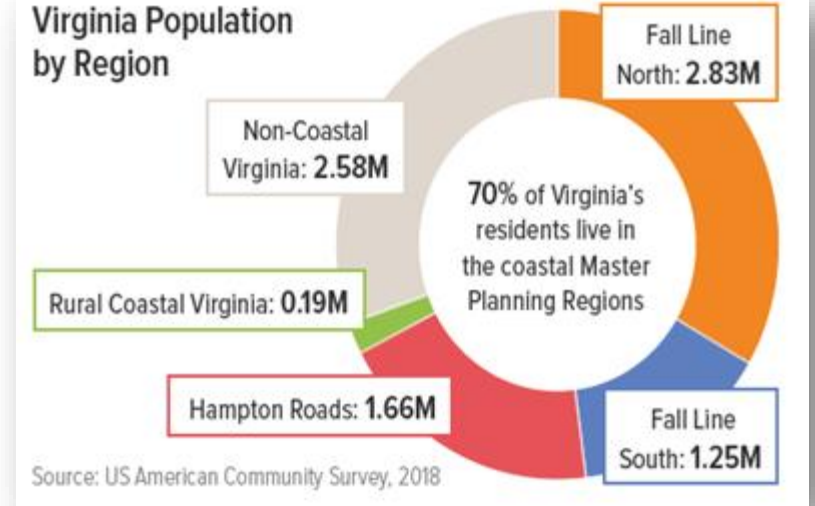 Virginia Population
by Region
Fall Line
North: 2.83M
Non-Coastal
Virginia: 2.58M
70% of Virginia's
residents live in
the coastal Master
Planning Regions
Rural Coastal Virginia: 0.19M
Hampton Roads: 1.66M
Fall Line
South: 1.25M
Source: US American Community Survey, 2018